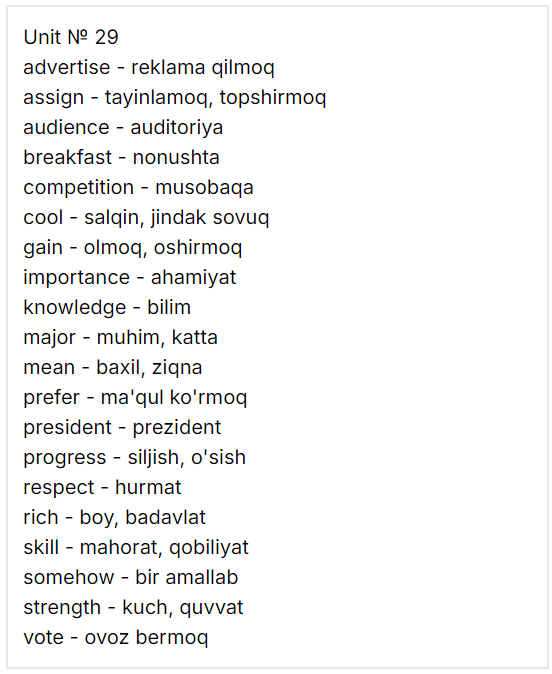 Unit № 29
advertise - reklama qilmoq
assign - tayinlamoq, topshirmoq
audience - auditoriya
breakfast - nonushta
competition - musobaqa
cool - salqin, jindak sovuq
gain - olmoq, oshirmoq
importance - ahamiyat
knowledge - bilim
major - muhim, katta
mean - baxil, ziqna
prefer - ma'qul ko'rmoq
president - prezident
progress - siljish, o'sish
respect - hurmat
rich - boy, badavlat
skill - mahorat, qobiliyat
somehow - bir amallab
strength - kuch, quvvat
vote - ovoz bermoq